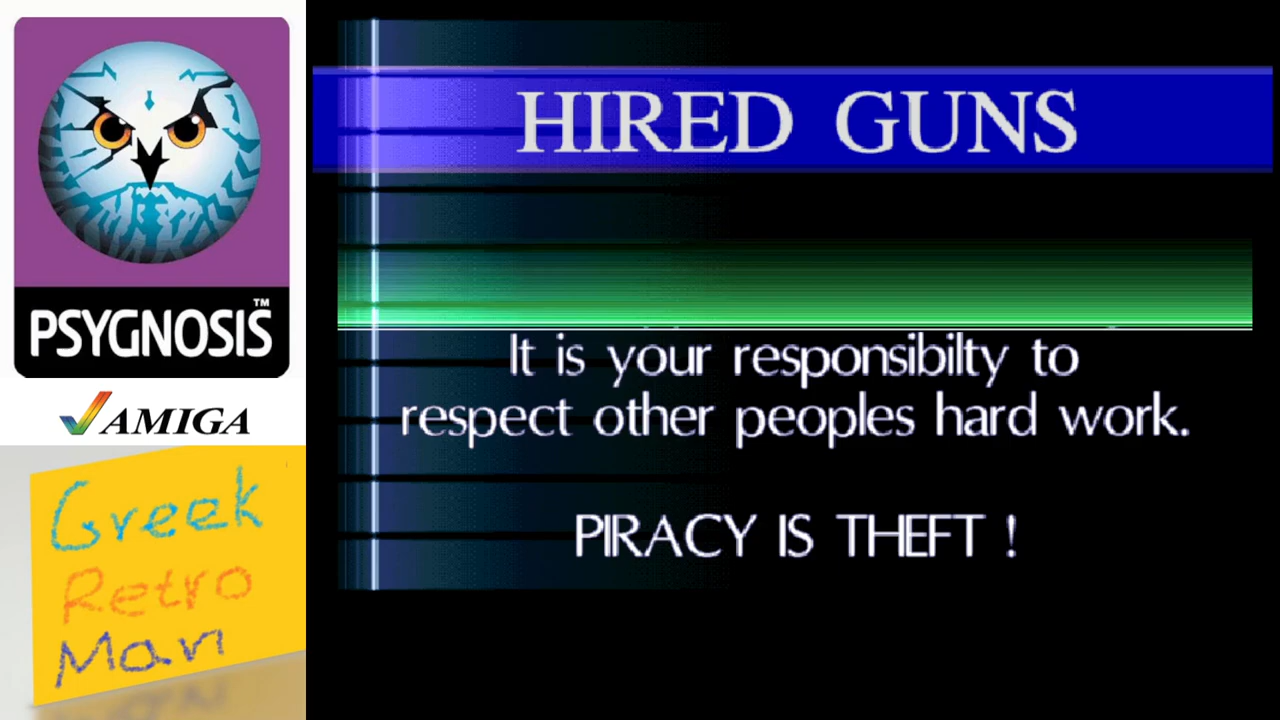 PSYGNOSIS™
AMIGA
Greek
Retro
Man
HIRED GUNS
It is your responsibilty to
respect other peoples hard work.
PIRACY IS THEFT !